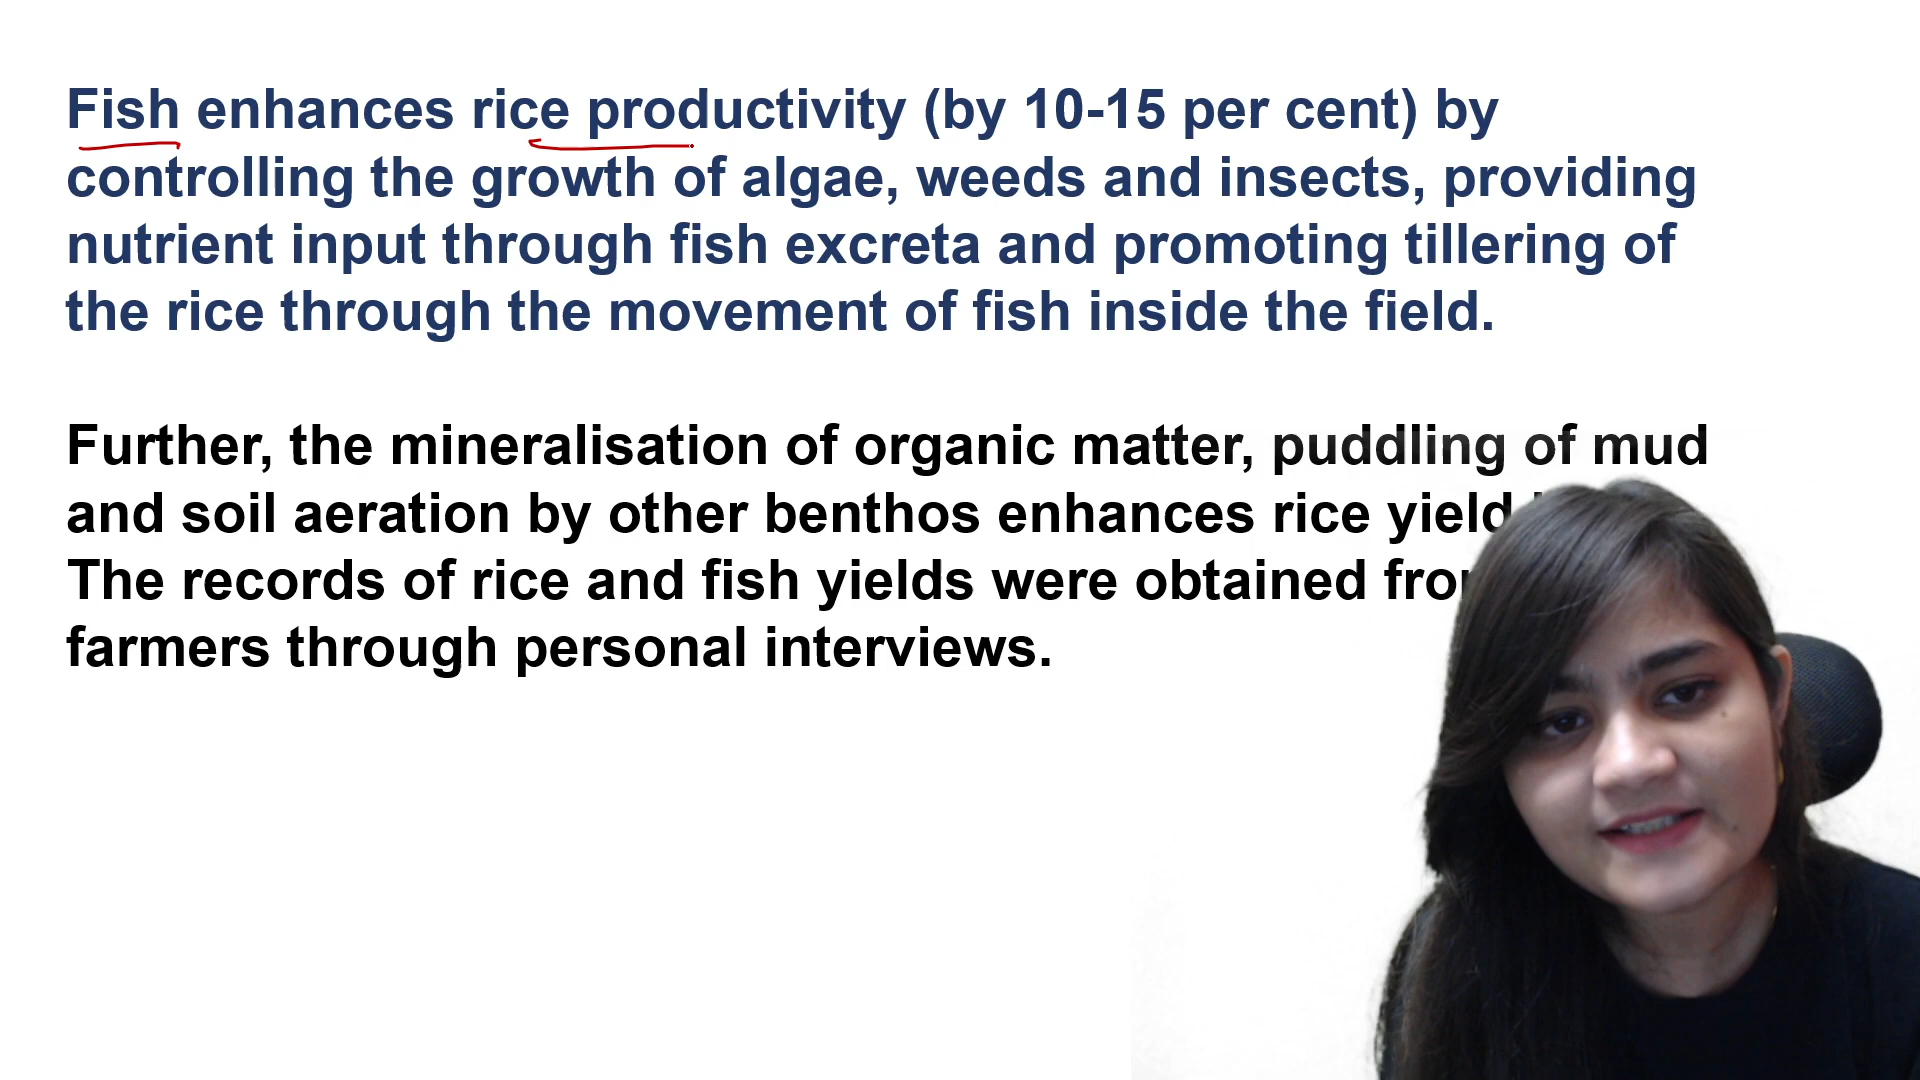 Fish enhances rice productivity (by 10-15 per cent) by
controlling the growth of algae, weeds and insects, providing
nutrient input through fish excreta and promoting tillering of
the rice through the movement of fish inside the field.
Further, the mineralisation of organic matter, puddling of mud
and soil aeration by other benthos enhances rice yield
The records of rice and fish yields were obtained
farmers through personal interviews.